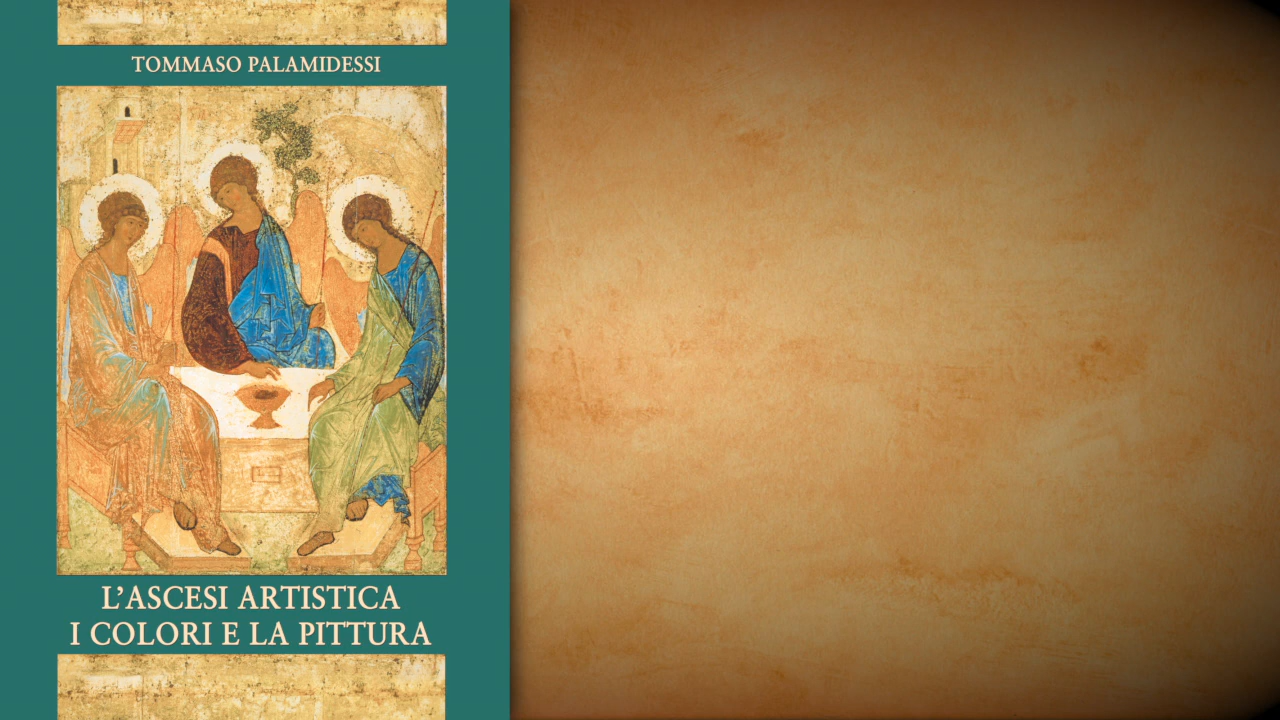 TOMMASO PALAMIDESSI
L'ASCESI ARTISTICA
I COLORI E LA PITTURA